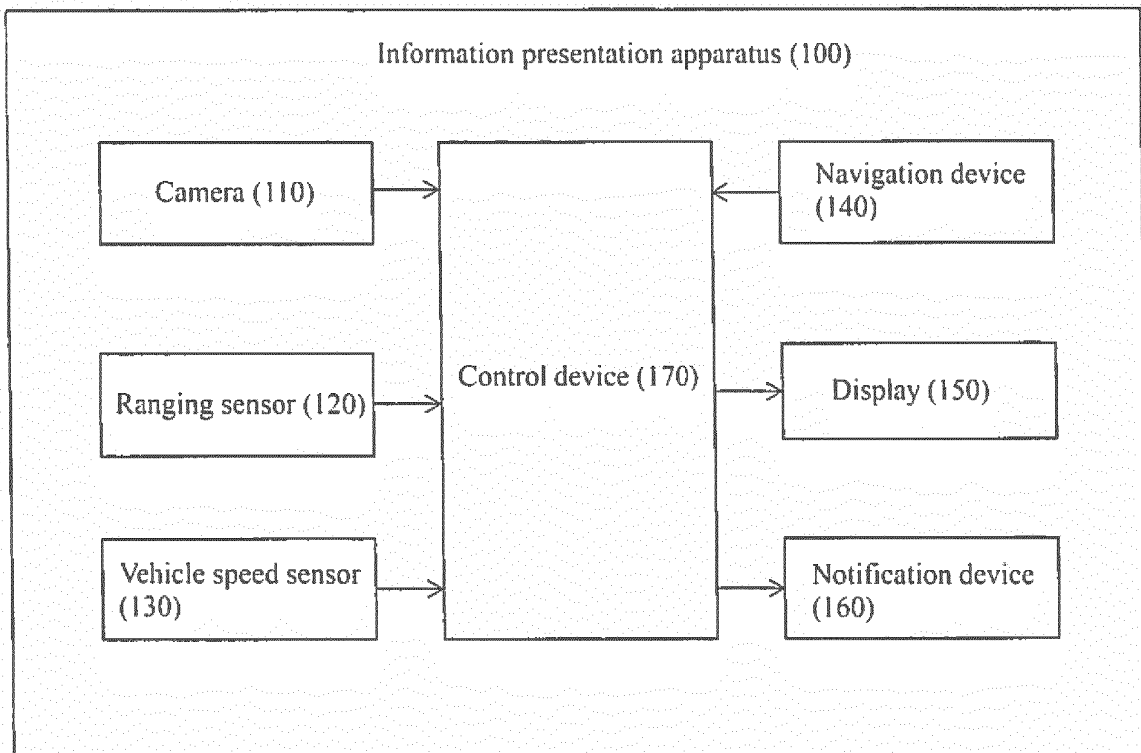 Information presentation apparatus (100)
Camera (110)
Navigation device
(140)
Ranging sensor (120)
Control device (170)
Display (150)
Vehicle speed sensor
(130)
Notification device
(160)